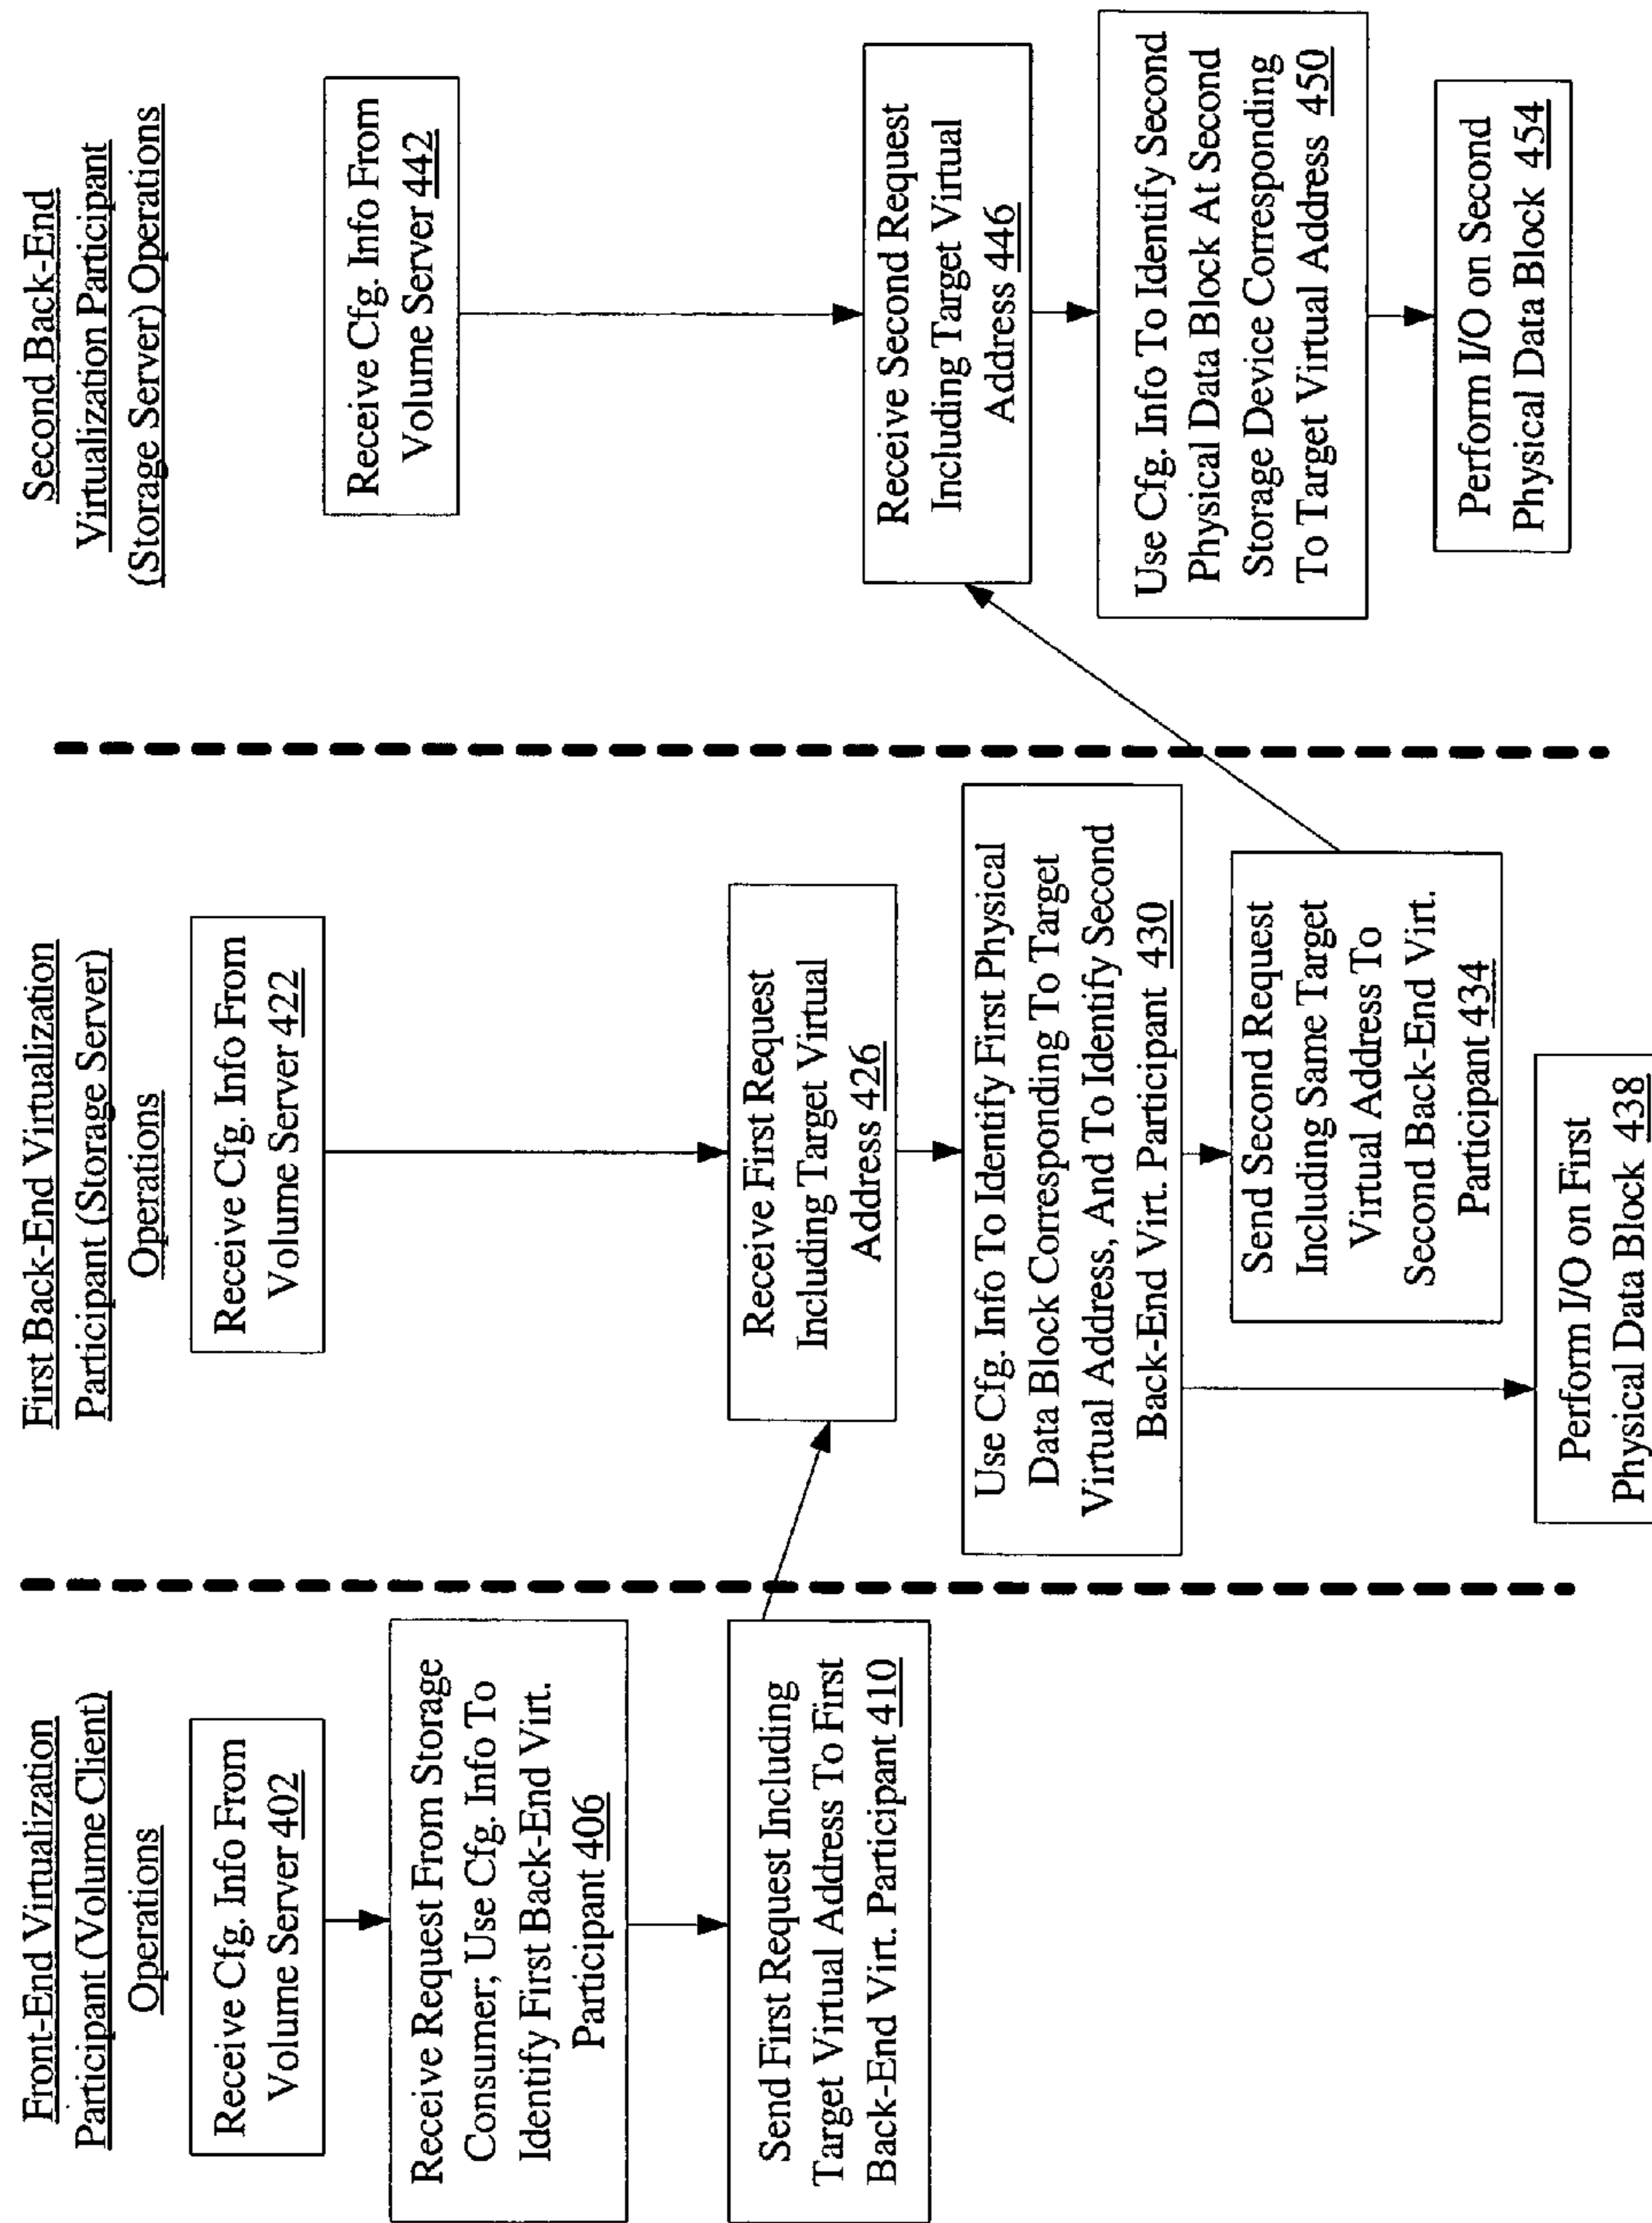 Front-End Virtualization
Participant (Volume Client)
Operations
Receive Cfg. Info From
Volume Server 402
Receive Request From Storage
Consumer; Use Cfg. Info To
Identify First Back-End Virt.
Participant 406
Send First Request Including
Target Virtual Address To First
Back-End Virt. Participant 410
First Back-End Virtualization
Participant (Storage Server)
Operations
Receive Cfg. Info From
Volume Server 422
Receive First Request
Including Target Virtual
Address 426
Use Cfg. Info To Identify First Physical
Data Block Corresponding To Target
Virtual Address, And To Identify Second
Back-End Virt. Participant 430
Send Second Request
Including Same Target
Virtual Address To
Second Back-End Virt.
Participant 434
Perform I/O on First
Physical Data Block 438
Second Back-End
Virtualization Participant
(Storage Server) Operations
Receive Cfg. Info From
Volume Server 442
Receive Second Request
Including Target Virtual
Address 446
Use Cfg. Info To Identify Second
Physical Data Block At Second
Storage Device Corresponding
To Target Virtual Address 450
Perform I/O on Second
Physical Data Block 454